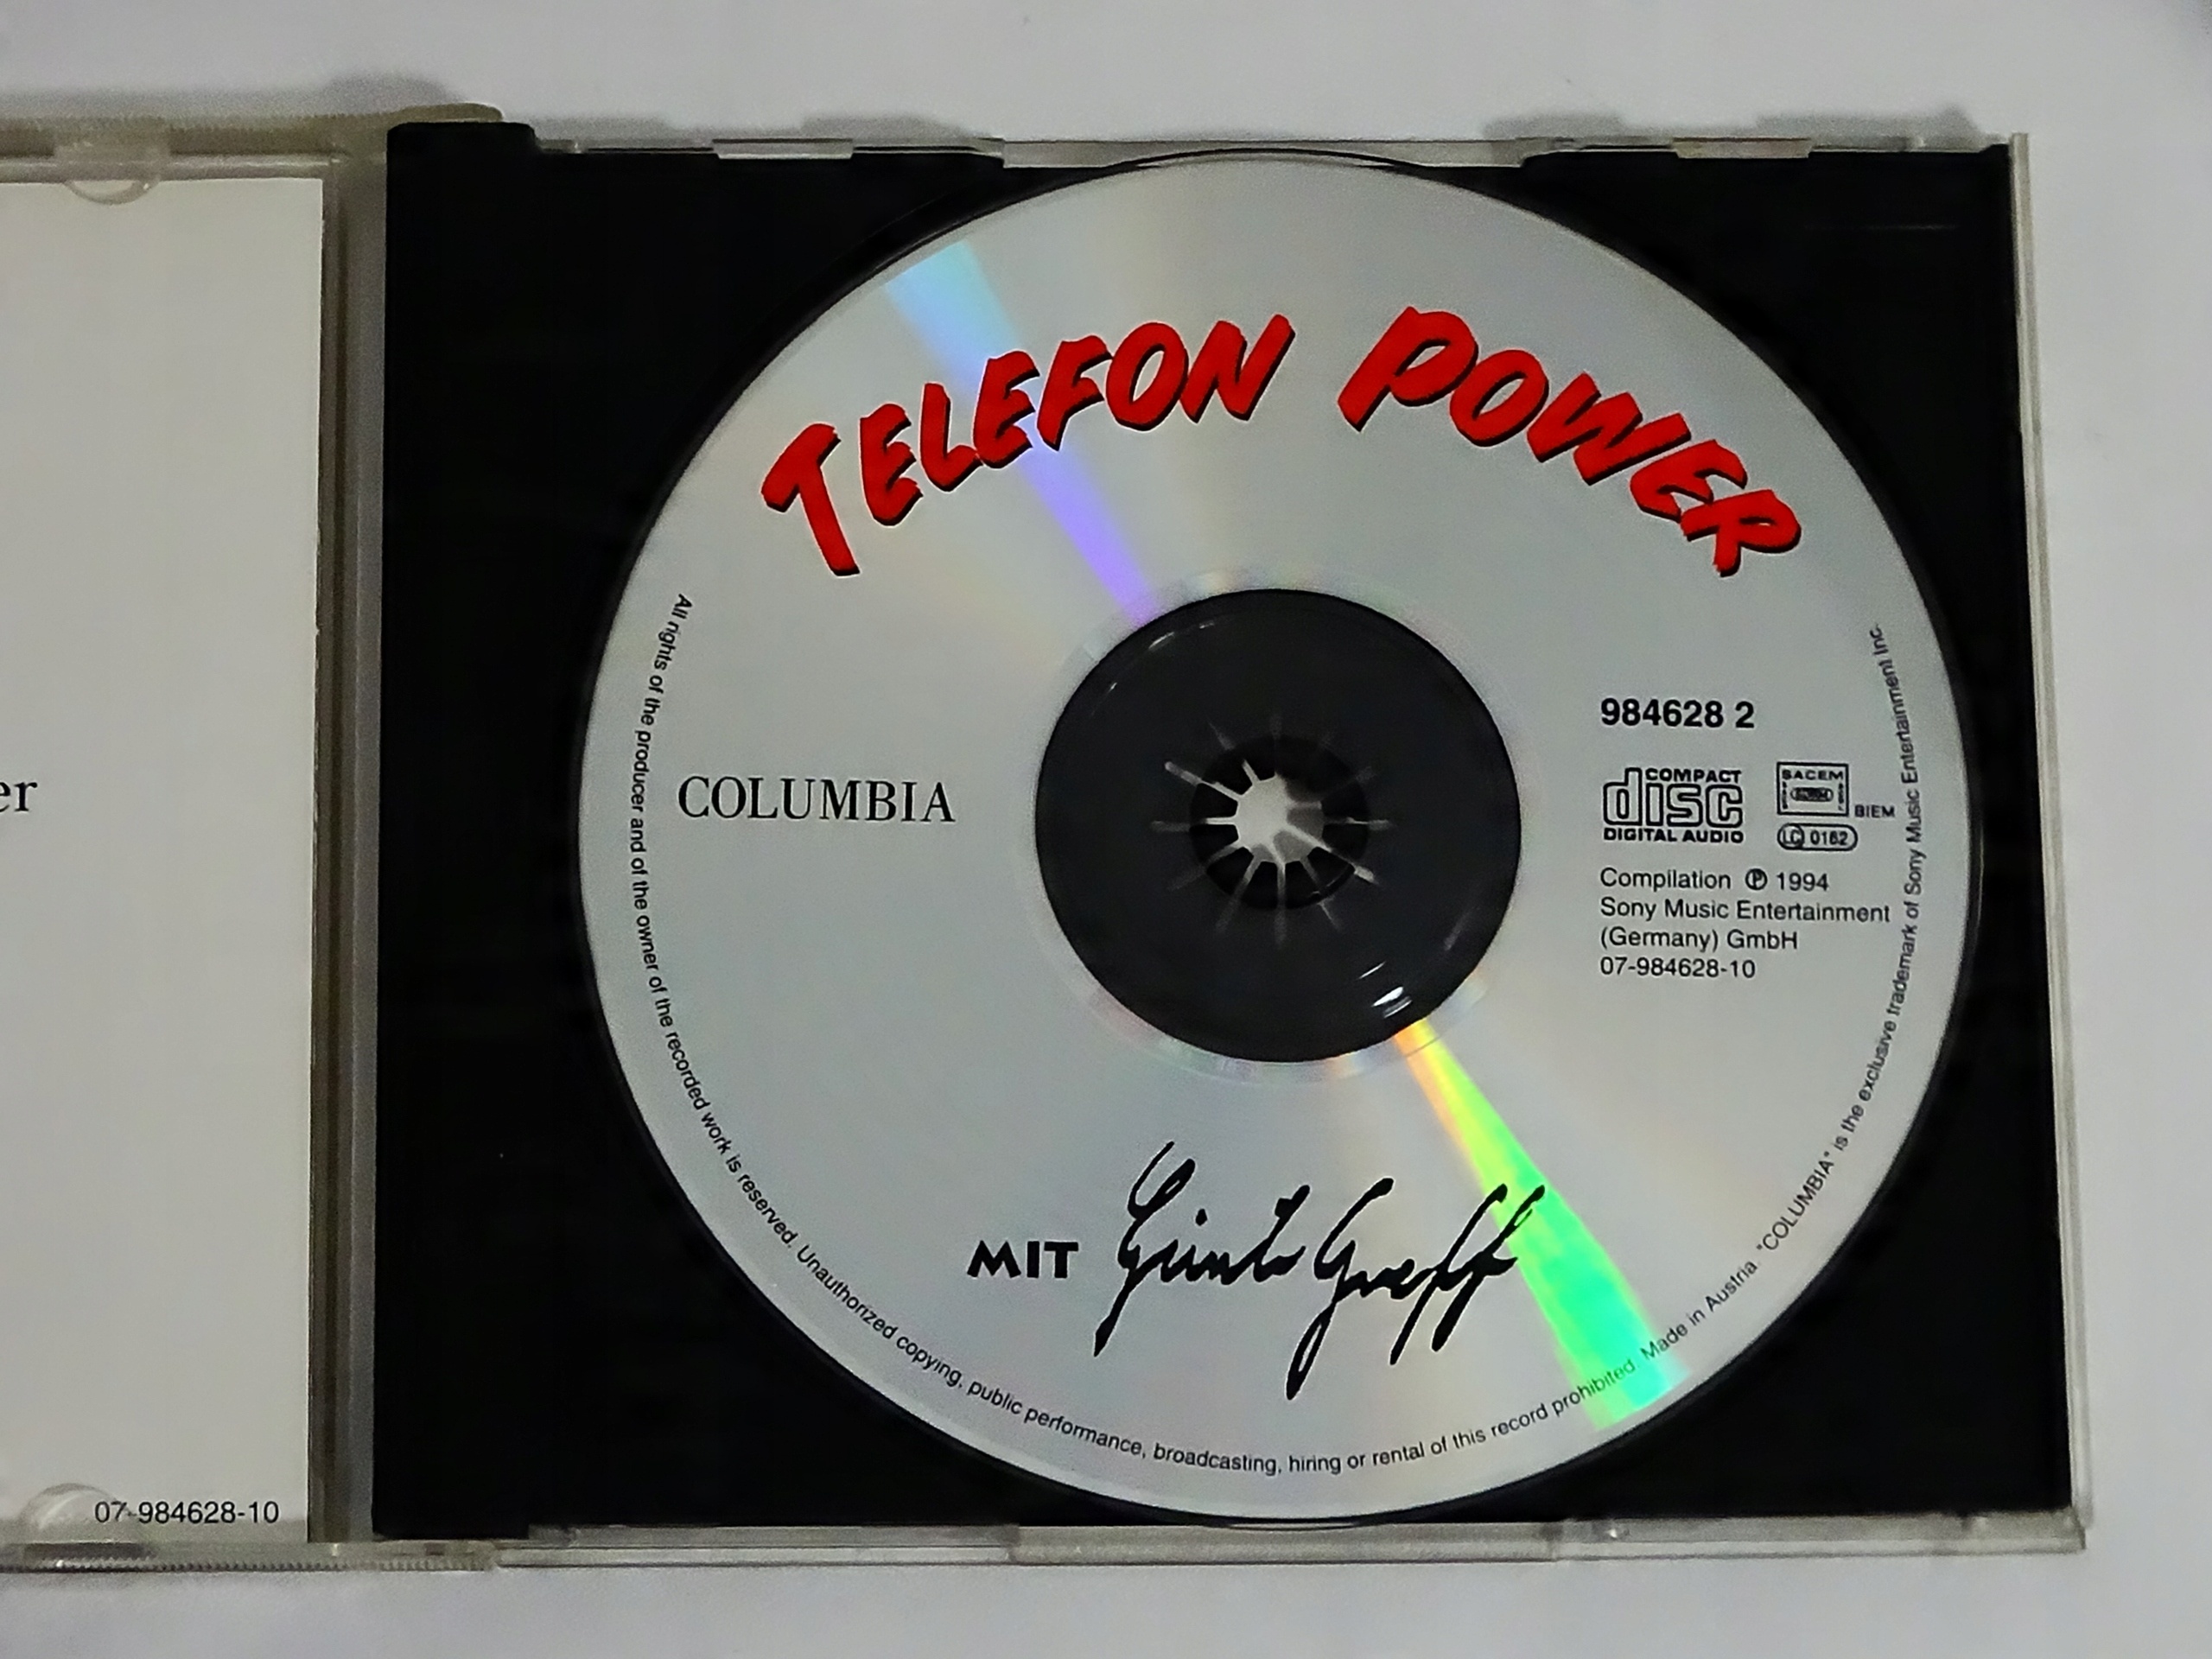 er
07-984628-10
TELEFON POWER
COLUMBIA
984628 2
COMPACT
disc
DIGITAL AUDIO
SACEM
BIEM
LC 0162
Compilation ℗ 1994
Sony Music Entertainment
(Germany) GmbH
07-984628-10
MIT Günter Greff
All rights of the producer and of the owner of the recorded work is reserved. Unauthorized copying, public performance, broadcasting, hiring or rental of this record prohibited. Made in Austria. "COLUMBIA" is the exclusive trademark of Sony Music Entertainment Inc.